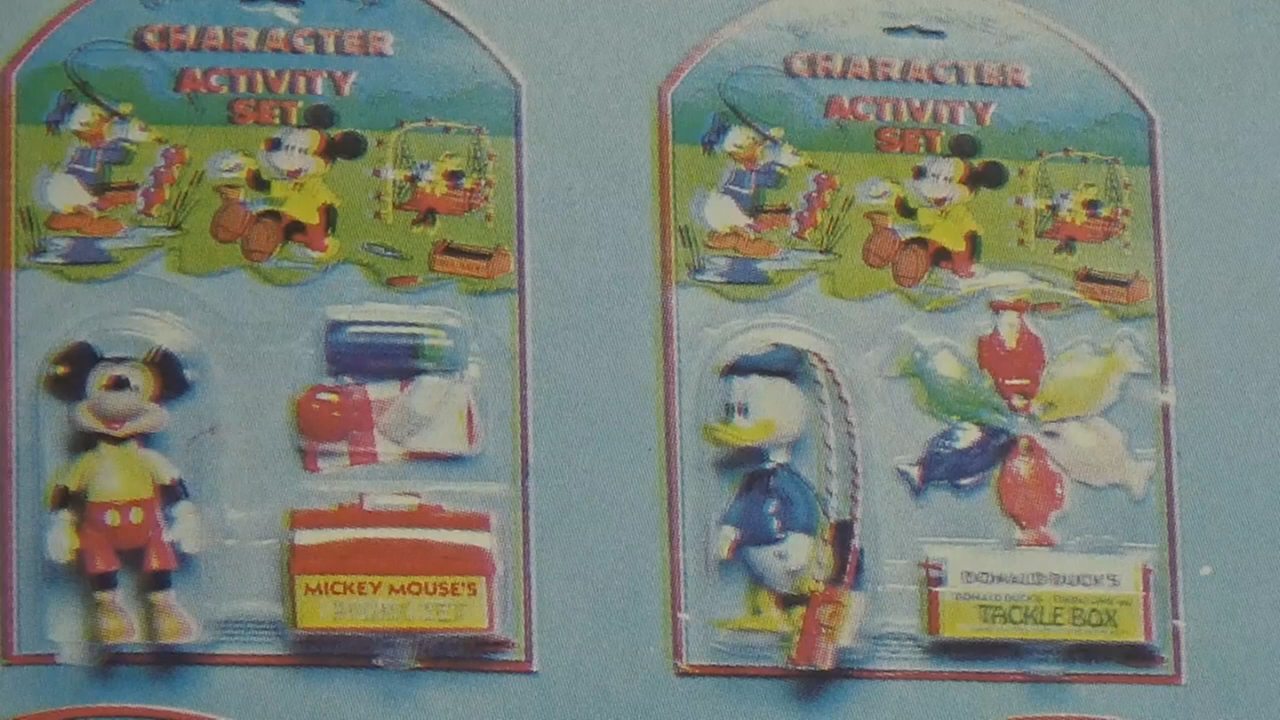 CHARACTER
ACTIVITY
SET
MICKEY MOUSE'S
CHARACTER
ACTIVITY
SET
DONALD DUCK'S
TACKLE BOX